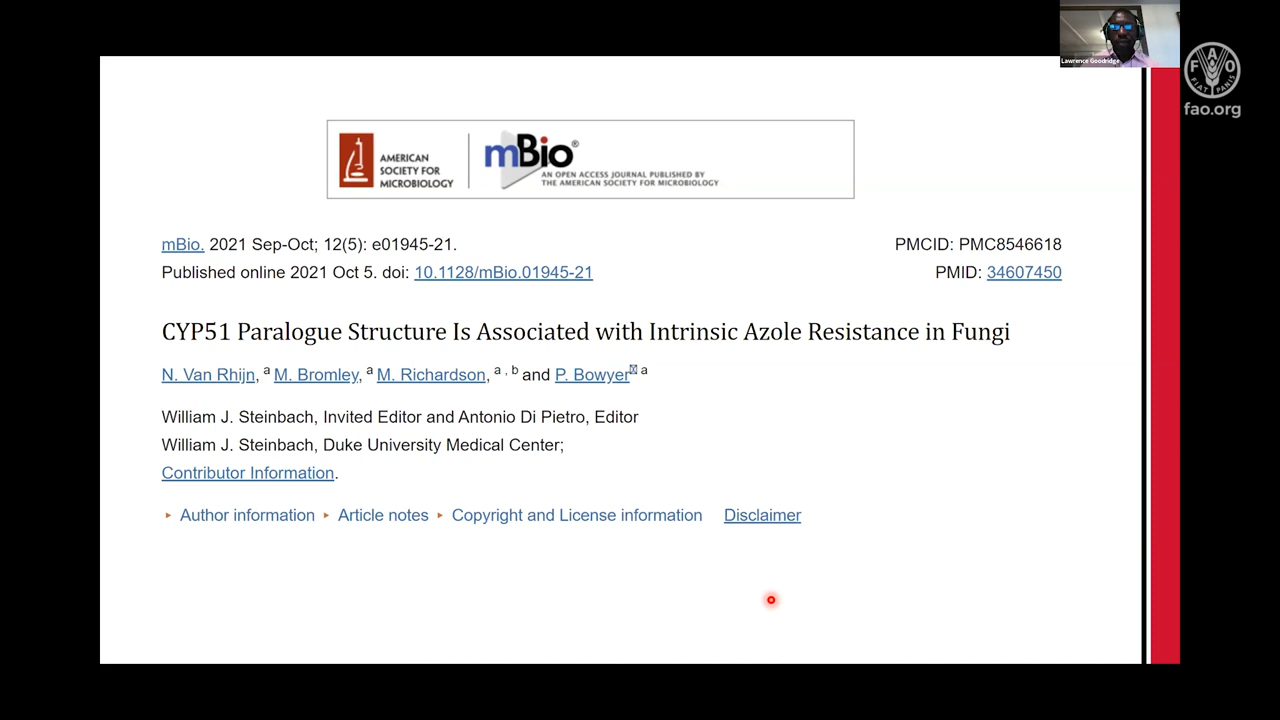 Lawrence Goodridge
F A O
FIAT PANIS
fao.org
AMERICAN
SOCIETY FOR
MICROBIOLOGY
mBio®
AN OPEN ACCESS JOURNAL PUBLISHED BY
THE AMERICAN SOCIETY FOR MICROBIOLOGY
mBio. 2021 Sep-Oct; 12(5): e01945-21.
PMCID: PMC8546618
Published online 2021 Oct 5. doi: 10.1128/mBio.01945-21
PMID: 34607450
CYP51 Paralogue Structure Is Associated with Intrinsic Azole Resistance in Fungi
N. Van Rhijn, a M. Bromley, a M. Richardson, a , b and P. Bowyer a
William J. Steinbach, Invited Editor and Antonio Di Pietro, Editor
William J. Steinbach, Duke University Medical Center;
Contributor Information.
▸ Author information ▸ Article notes ▸ Copyright and License information Disclaimer